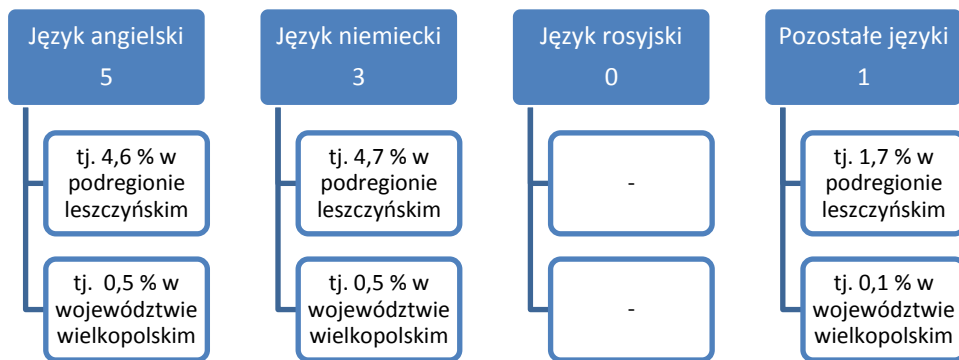 Język angielski
5
tj. 4,6 % w
podregionie
leszczyńskim
tj. 0,5 % w
województwie
wielkopolskim
Język niemiecki
3
tj. 4,7 % w
podregionie
leszczyńskim
tj. 0,5 % w
województwie
wielkopolskim
Język rosyjski
0
-
-
Pozostałe języki
1
tj. 1,7 % w
podregionie
leszczyńskim
tj. 0,1 % w
województwie
wielkopolskim